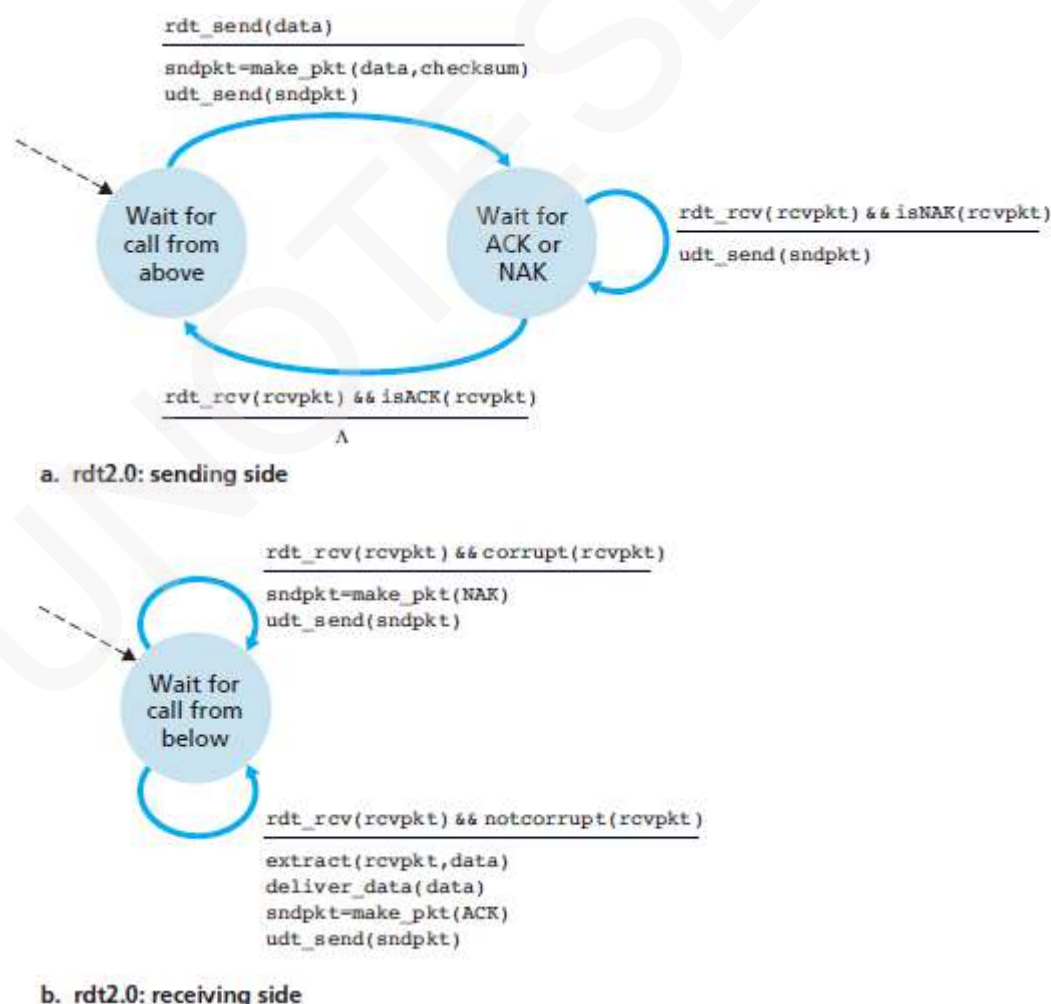 rdt_send(data)
sndpkt=make_pkt(data,checksum)
udt_send(sndpkt)
Wait for
call from
above
Wait for
ACK or
NAK
rdt_rcv(rcvpkt) && isNAK(rcvpkt)
udt_send(sndpkt)
rdt_rcv(rcvpkt) && isACK(rcvpkt)
Λ
a. rdt2.0: sending side
rdt_rcv(rcvpkt) && corrupt(rcvpkt)
sndpkt=make_pkt(NAK)
udt_send(sndpkt)
Wait for
call from
below
rdt_rcv(rcvpkt) && notcorrupt(rcvpkt)
extract(rcvpkt,data)
deliver_data(data)
sndpkt=make_pkt(ACK)
udt_send(sndpkt)
b. rdt2.0: receiving side
UNOTES